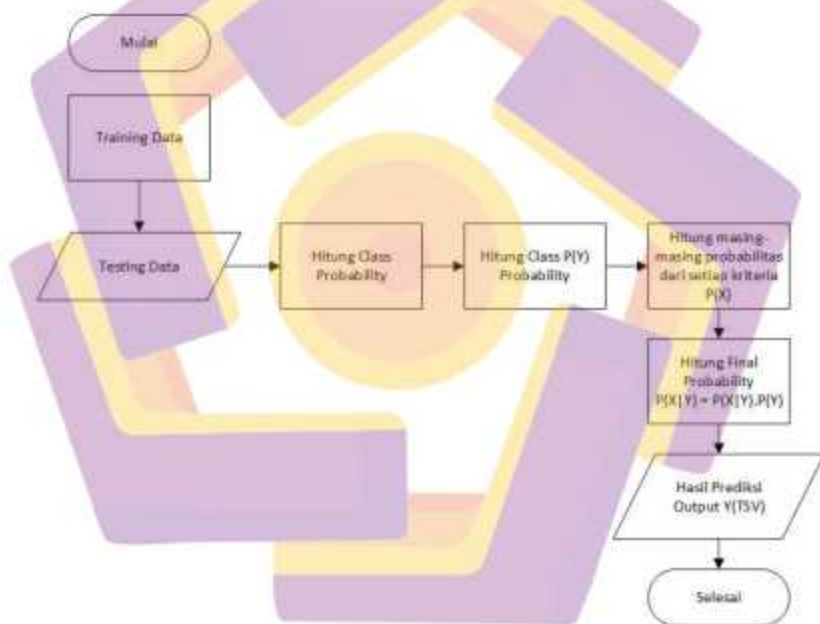 Mulai
Training Data
Testing Data
Hitung Class
Probability
Hitung Class P(Y)
Probability
Hitung masing-
masing probabilitas
dari setiap kriteria
P(X)
Hitung Final
Probability
P(X|Y) = P(X|Y).P(Y)
Hasil Prediksi
Output Y(TSV)
Selesai